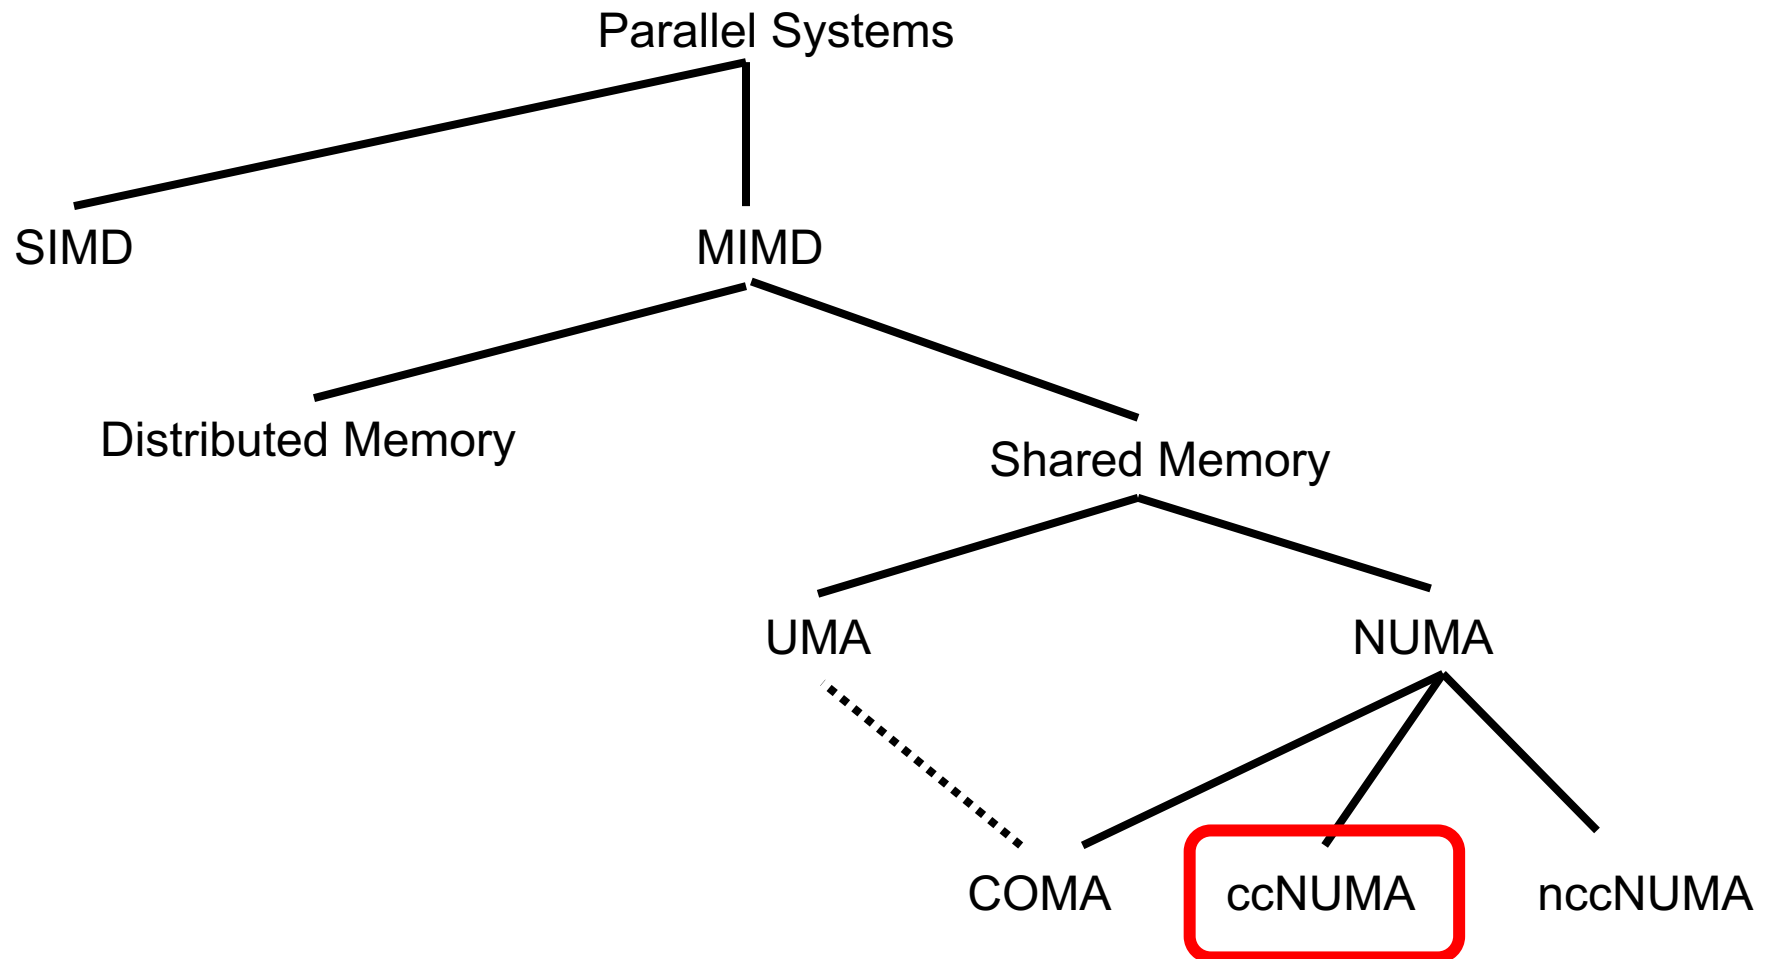 Parallel Systems
SIMD
MIMD
Distributed Memory
Shared Memory
UMA
NUMA
COMA
ccNUMA
nccNUMA